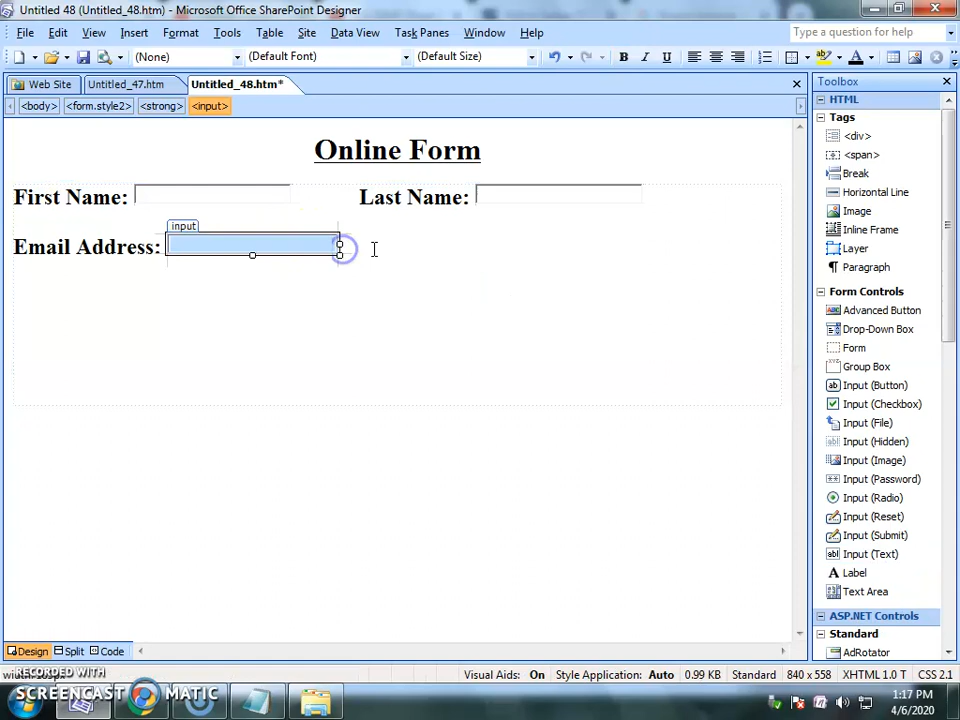 Untitled 48 (Untitled_48.htm) - Microsoft Office SharePoint Designer
File Edit View Insert Format Tools Table Site Data View Task Panes Window Help
Type a question for help
(None) (Default Font) (Default Size) B I U A
Web Site Untitled_47.htm Untitled_48.htm*
<body> <form.style2> <strong> <input>
Online Form
First Name: Last Name:
input
Email Address:
Toolbox
HTML
Tags
<div>
<span>
Break
Horizontal Line
Image
Inline Frame
Layer
Paragraph
Form Controls
Advanced Button
Drop-Down Box
Form
Group Box
Input (Button)
Input (Checkbox)
Input (File)
Input (Hidden)
Input (Image)
Input (Password)
Input (Radio)
Input (Reset)
Input (Submit)
Input (Text)
Label
Text Area
ASP.NET Controls
Standard
AdRotator
Design Split Code
Visual Aids: On Style Application: Auto 0.99 KB Standard 840 x 558 XHTML 1.0 T CSS 2.1
RECORDED WITH
SCREENCAST MATIC
1:17 PM
4/6/2020